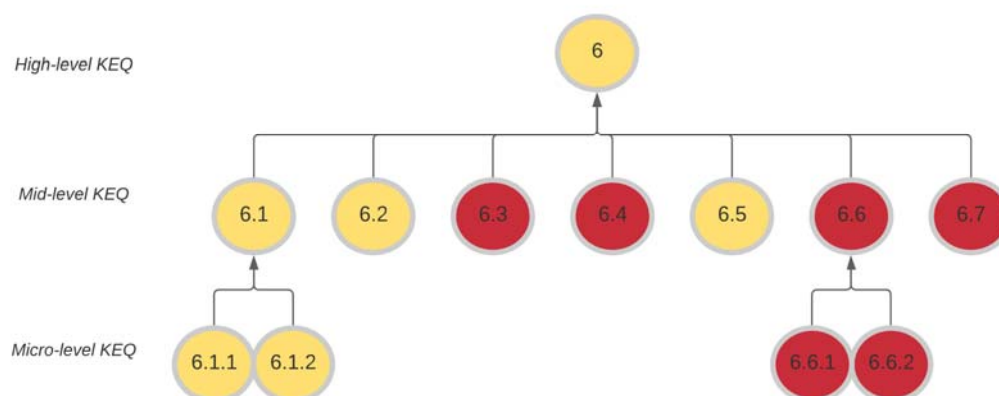 High-level KEQ
6
Mid-level KEQ
6.1 6.2 6.3 6.4 6.5 6.6 6.7
Micro-level KEQ
6.1.1 6.1.2 6.6.1 6.6.2